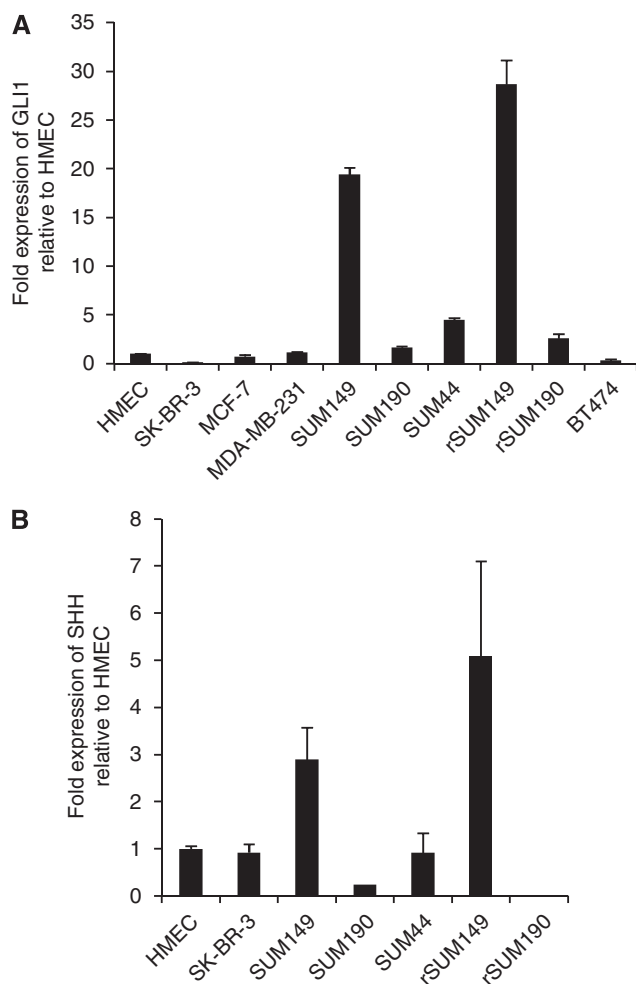 A
Fold expression of GLI1
relative to HMEC
35
30
25
20
15
10
5
0
HMEC
SK-BR-3
MCF-7
MDA-MB-231
SUM149
SUM190
SUM44
rSUM149
rSUM190
BT474
B
Fold expression of SHH
relative to HMEC
8
7
6
5
4
3
2
1
0
HMEC
SK-BR-3
SUM149
SUM190
SUM44
rSUM149
rSUM190